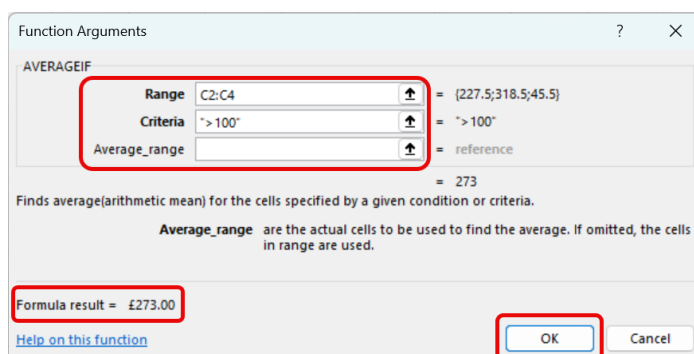 Function Arguments ? ×
AVERAGEIF
Range C2:C4 = {227.5;318.5;45.5}
Criteria ">100" = ">100"
Average_range = reference
= 273
Finds average(arithmetic mean) for the cells specified by a given condition or criteria.
Average_range are the actual cells to be used to find the average. If omitted, the cells
in range are used.
Formula result = £273.00
Help on this function OK Cancel